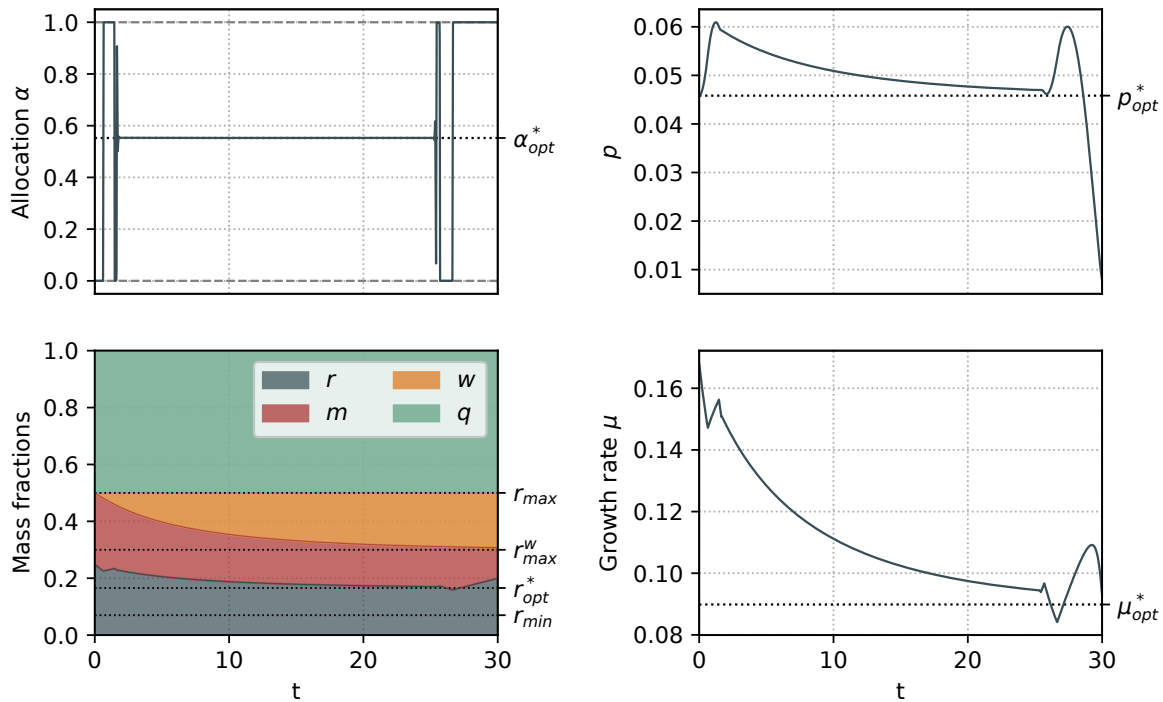 1.0
0.8
0.6
0.4
0.2
0.0
Allocation α
α*opt
0.06
0.05
0.04
0.03
0.02
0.01
p
p*opt
1.0
0.8
0.6
0.4
0.2
0.0
Mass fractions
r
m
w
q
rmax
rwmax
r*opt
rmin
0 10 20 30
t
0.16
0.14
0.12
0.10
0.08
Growth rate μ
μ*opt
0 10 20 30
t